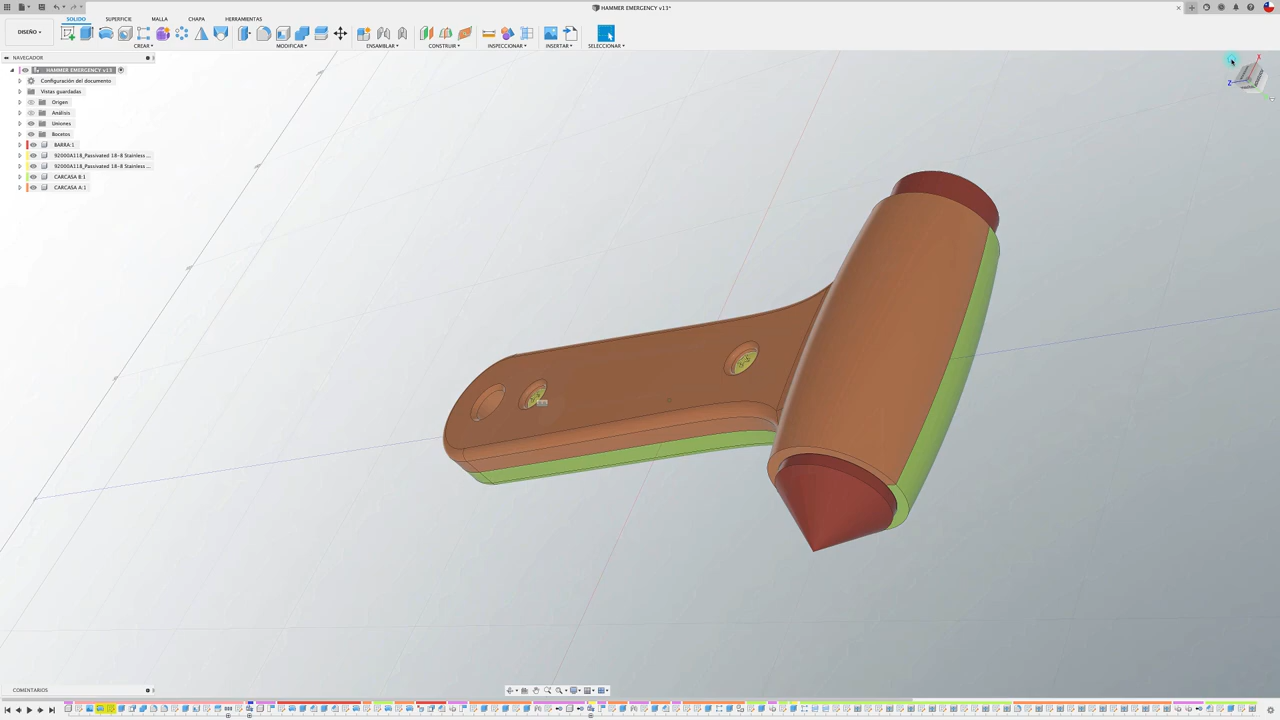 HAMMER EMERGENCY v13*
SÓLIDO SUPERFICIE MALLA CHAPA HERRAMIENTAS
DISEÑO
CREAR MODIFICAR ENSAMBLAR CONSTRUIR INSPECCIONAR INSERTAR SELECCIONAR
NAVEGADOR
HAMMER EMERGENCY v13
Configuración del documento
Vistas guardadas
Origen
Análisis
Uniones
Bocetos
BARRA:1
92000A118_Passivated 18-8 Stainless ...
92000A118_Passivated 18-8 Stainless ...
CARCASA B:1
CARCASA A:1
X
Z
COMENTARIOS